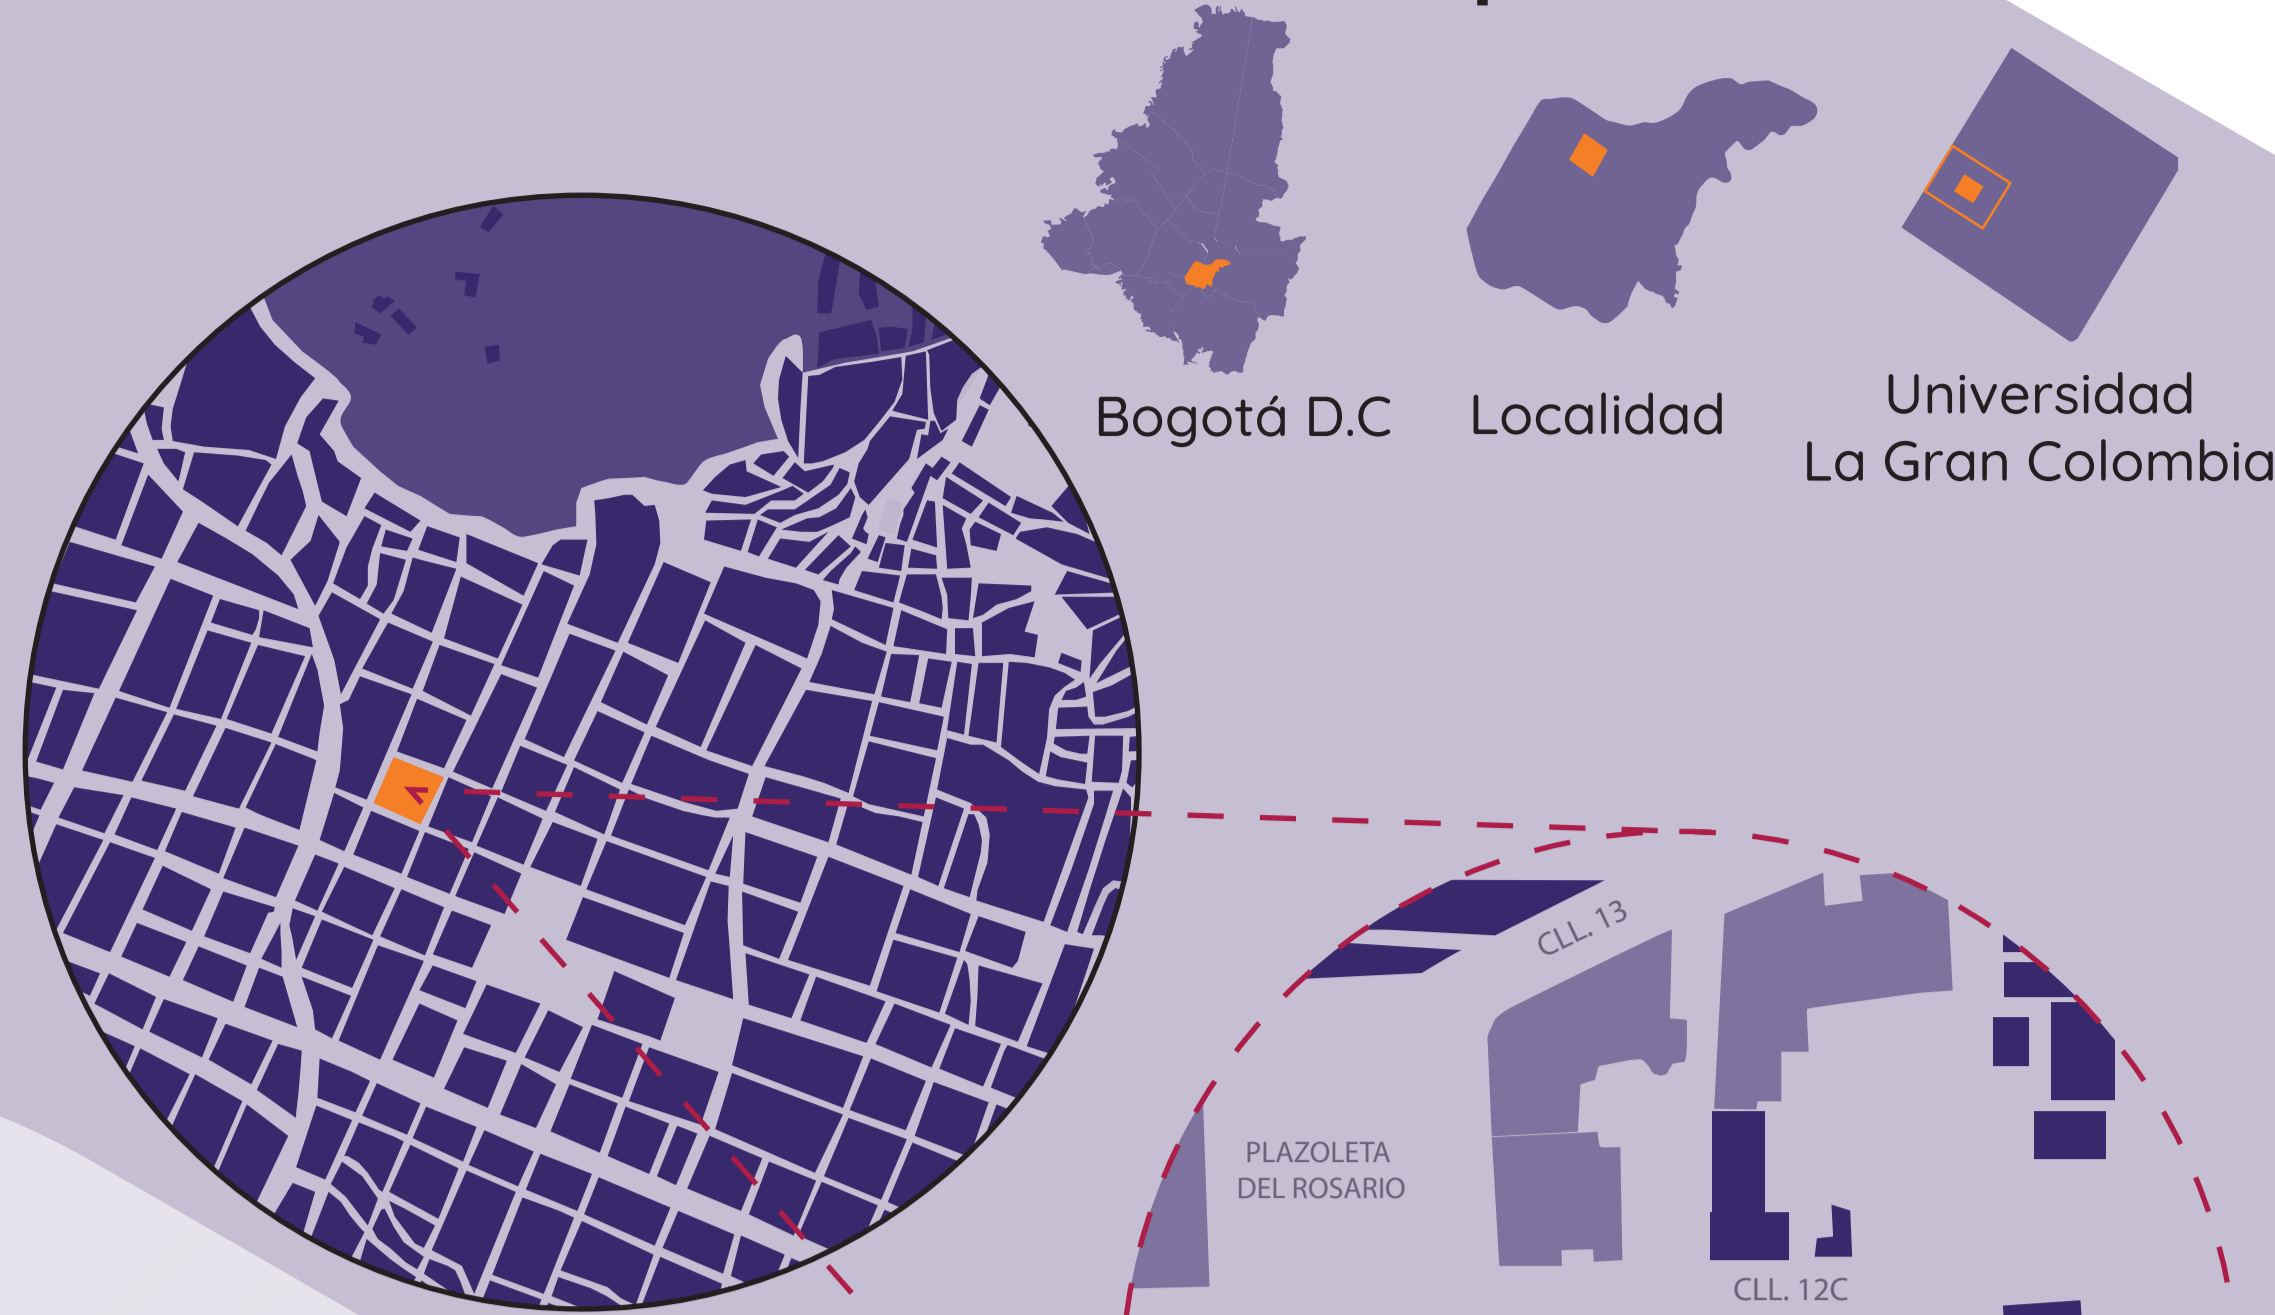 Bogotá D.C
Localidad
Universidad
La Gran Colombia
CLL. 13
PLAZOLETA
DEL ROSARIO
CLL. 12C